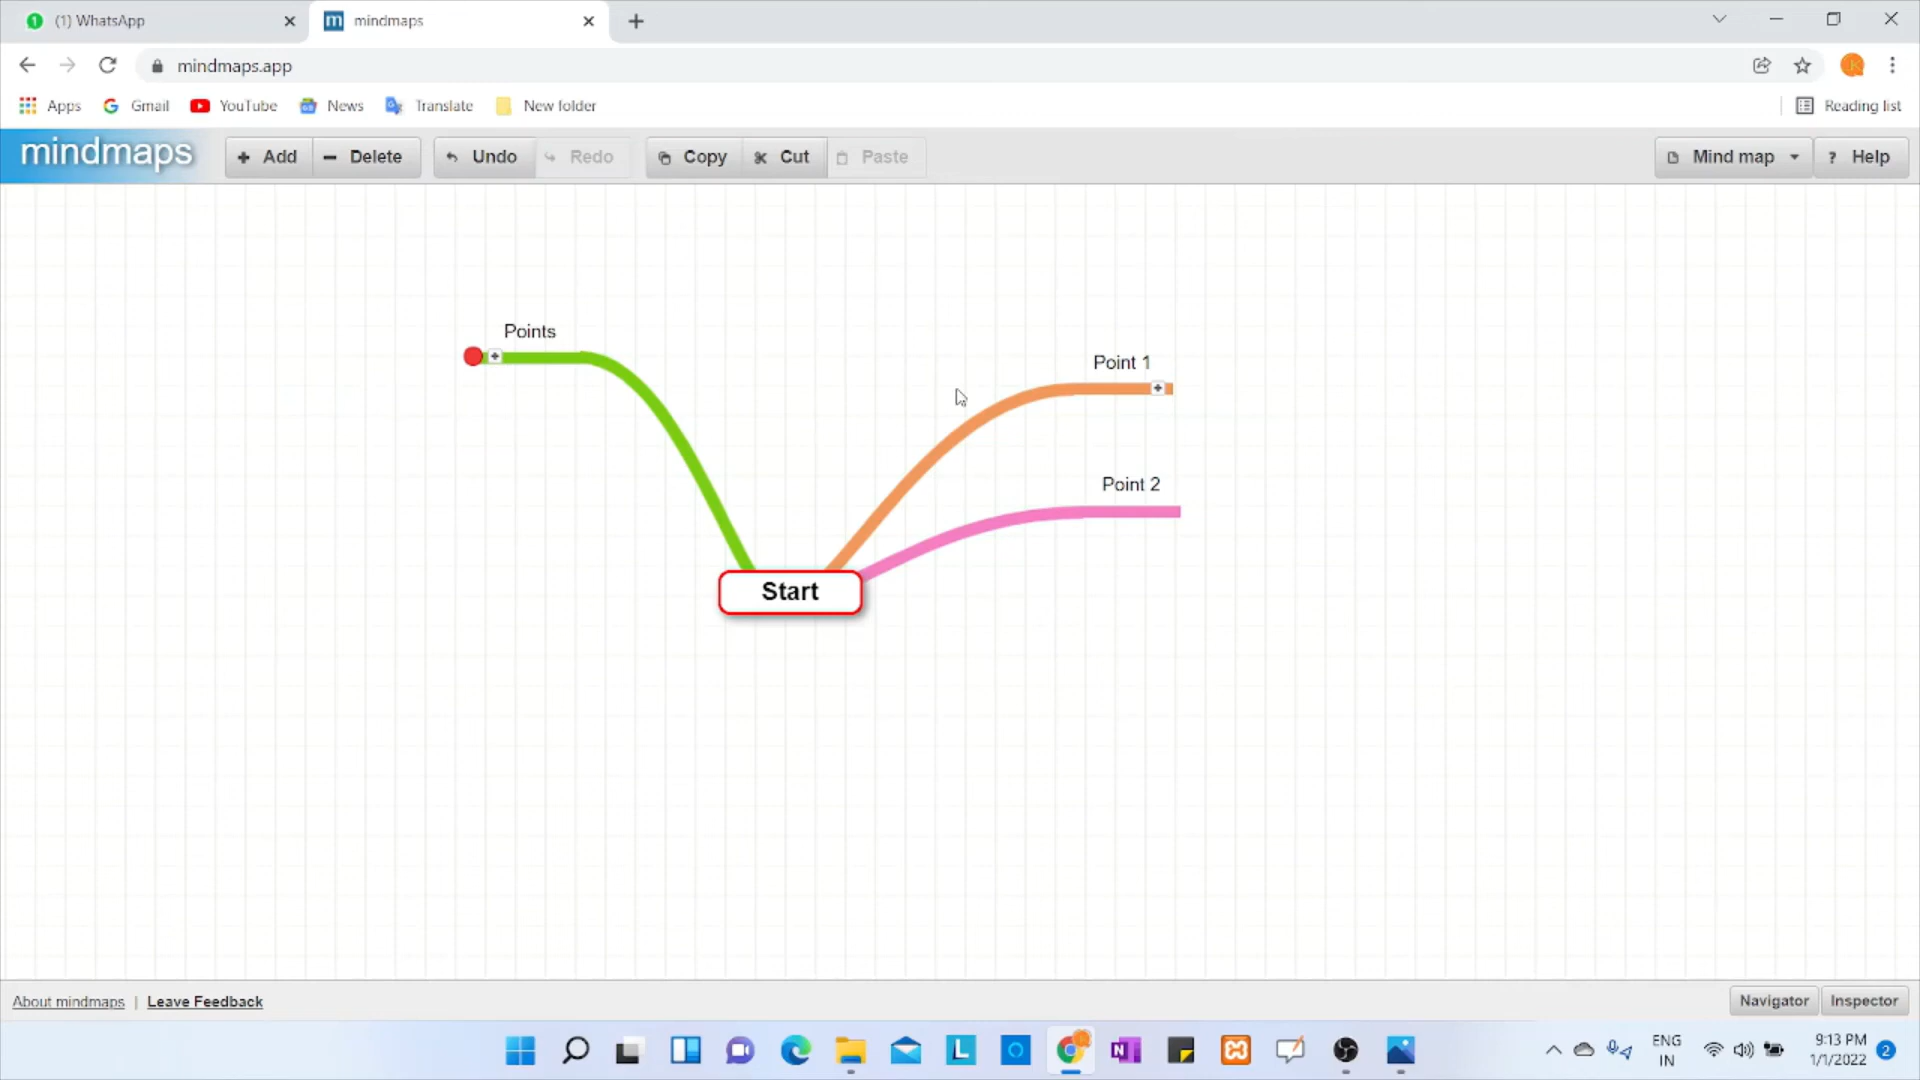 (1) WhatsApp
mindmaps
mindmaps.app
Apps
Gmail
YouTube
News
Translate
New folder
Reading list
mindmaps
Add
Delete
Undo
Redo
Copy
Cut
Paste
Mind map
Help
Points
Point 1
Point 2
Start
About mindmaps | Leave Feedback
Navigator
Inspector
ENG
IN
9:13 PM
1/1/2022
2